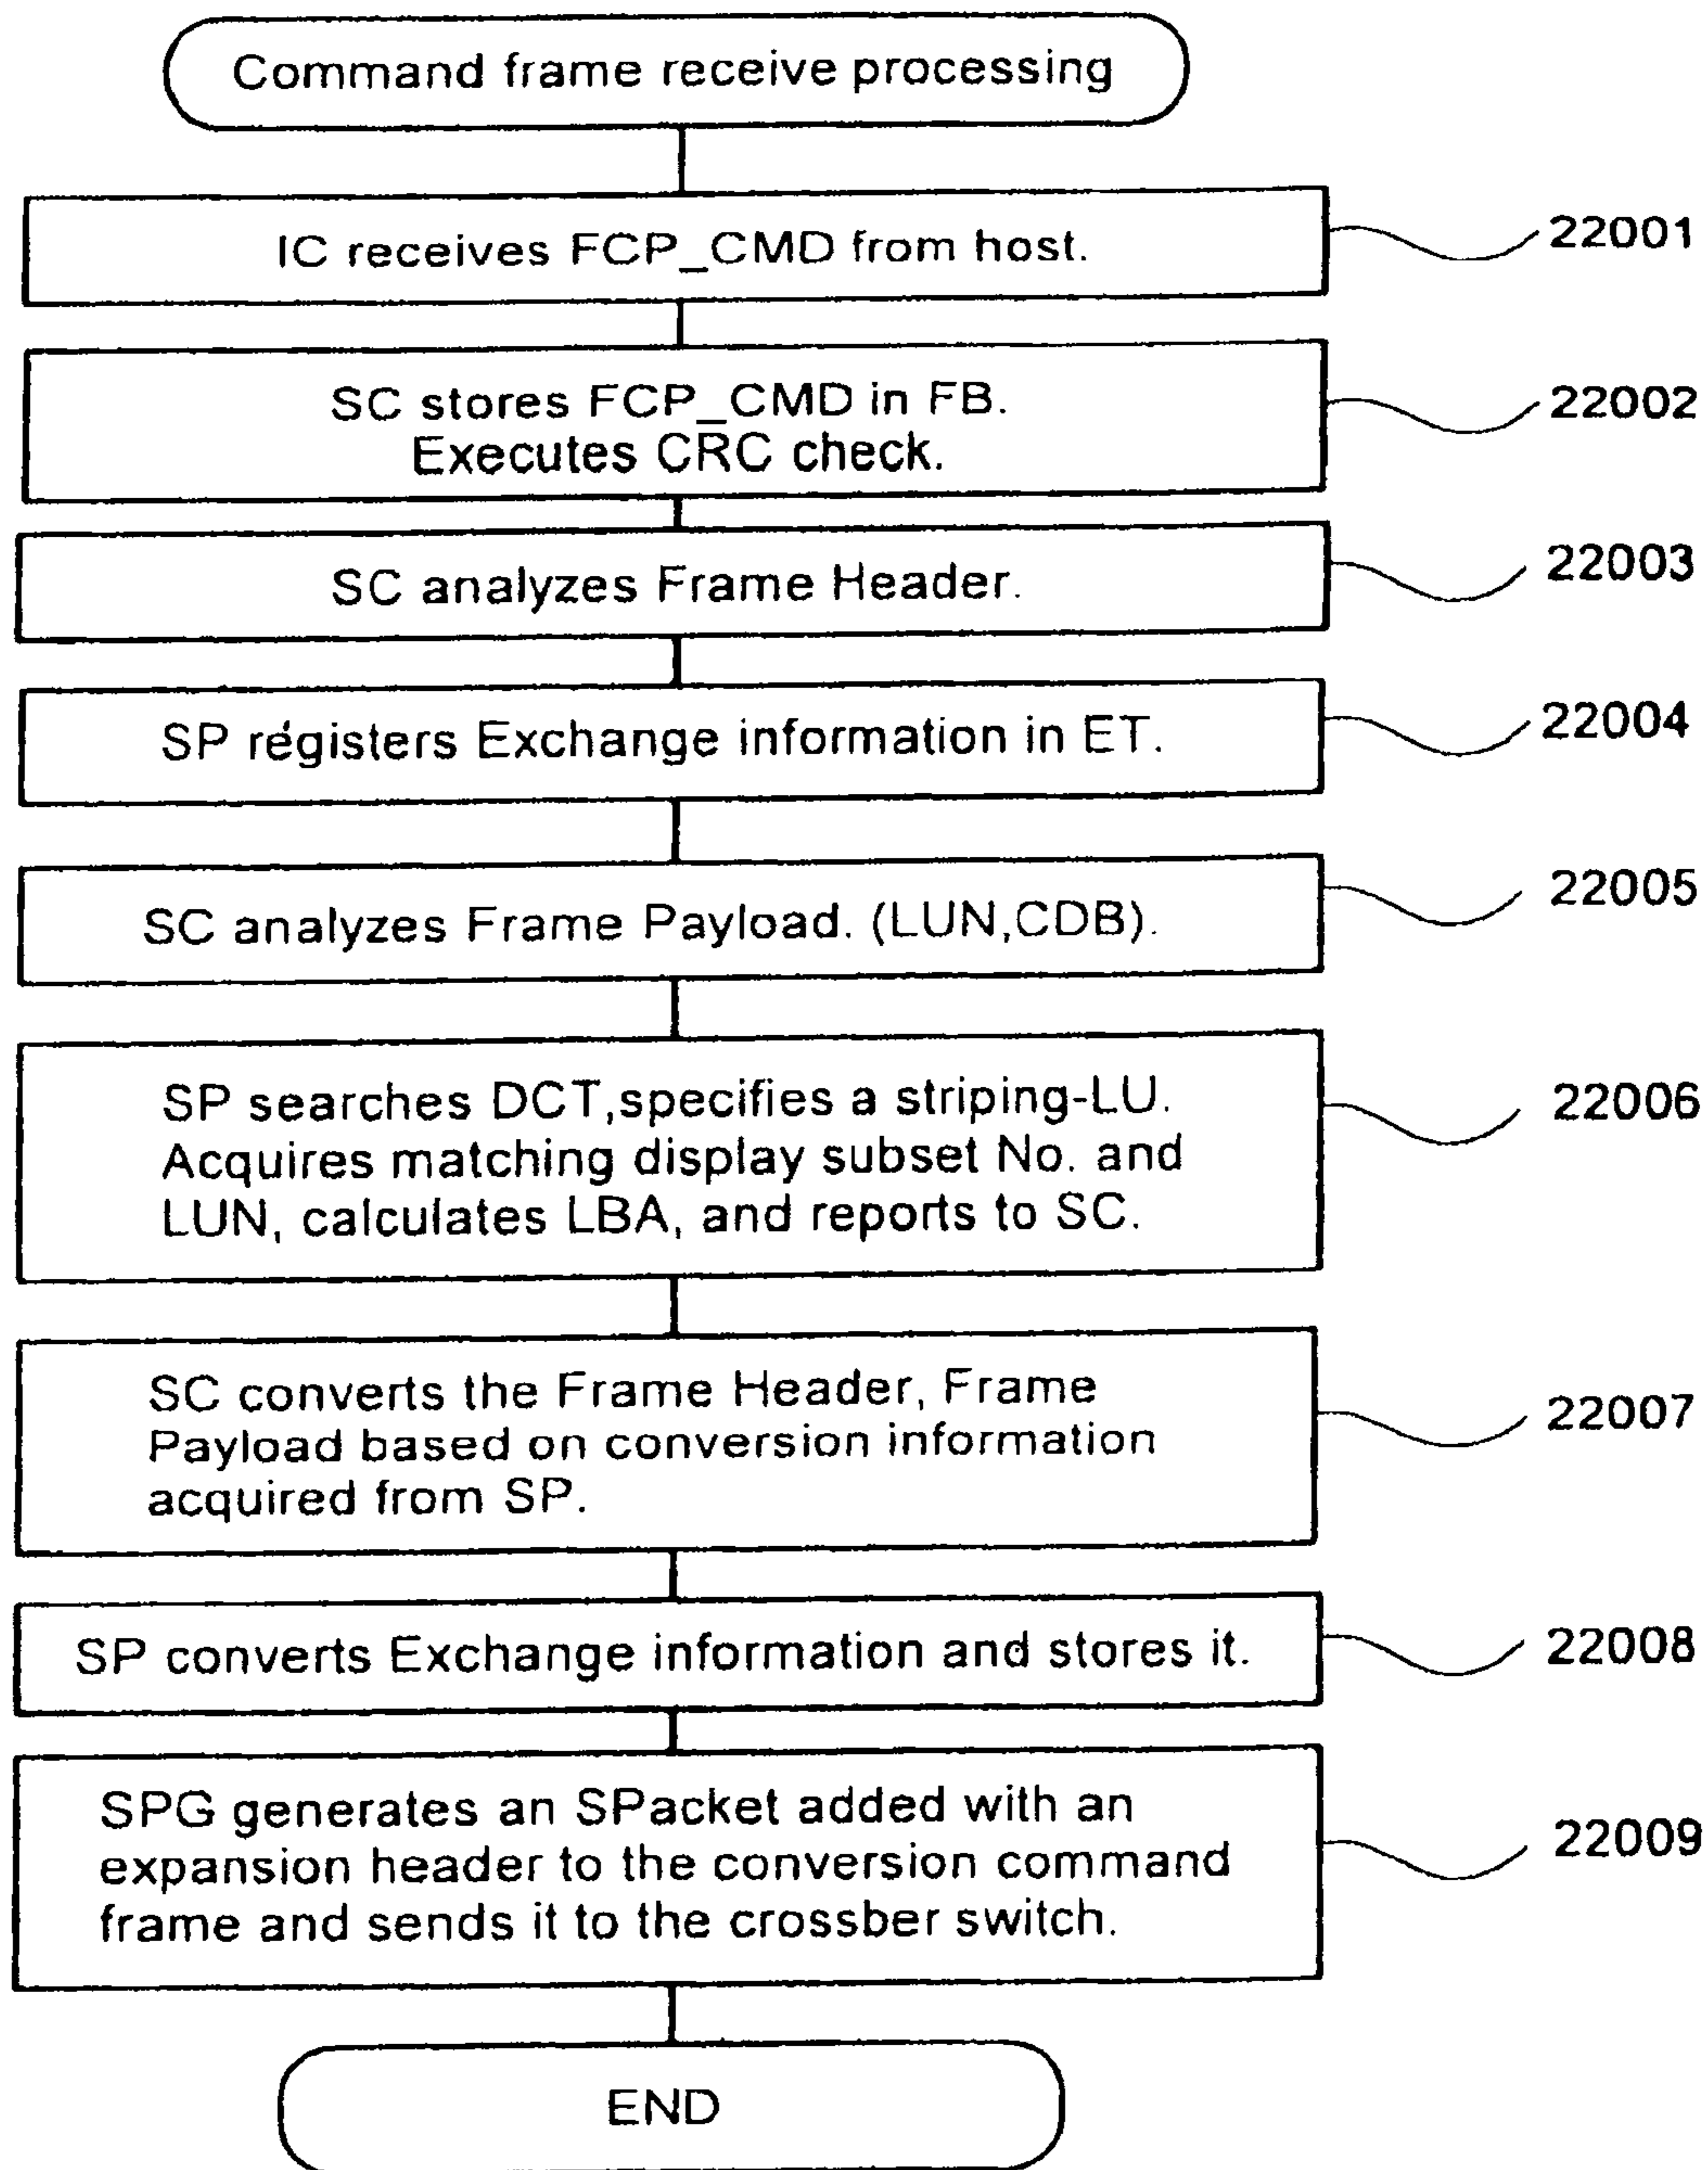 Command frame receive processing
IC receives FCP_CMD from host.
22001
SC stores FCP_CMD in FB.
Executes CRC check.
22002
SC analyzes Frame Header.
22003
SP registers Exchange information in ET.
22004
SC analyzes Frame Payload. (LUN,CDB).
22005
SP searches DCT,specifies a striping-LU.
Acquires matching display subset No. and
LUN, calculates LBA, and reports to SC.
22006
SC converts the Frame Header, Frame
Payload based on conversion information
acquired from SP.
22007
SP converts Exchange information and stores it.
22008
SPG generates an SPacket added with an
expansion header to the conversion command
frame and sends it to the crossber switch.
22009
END